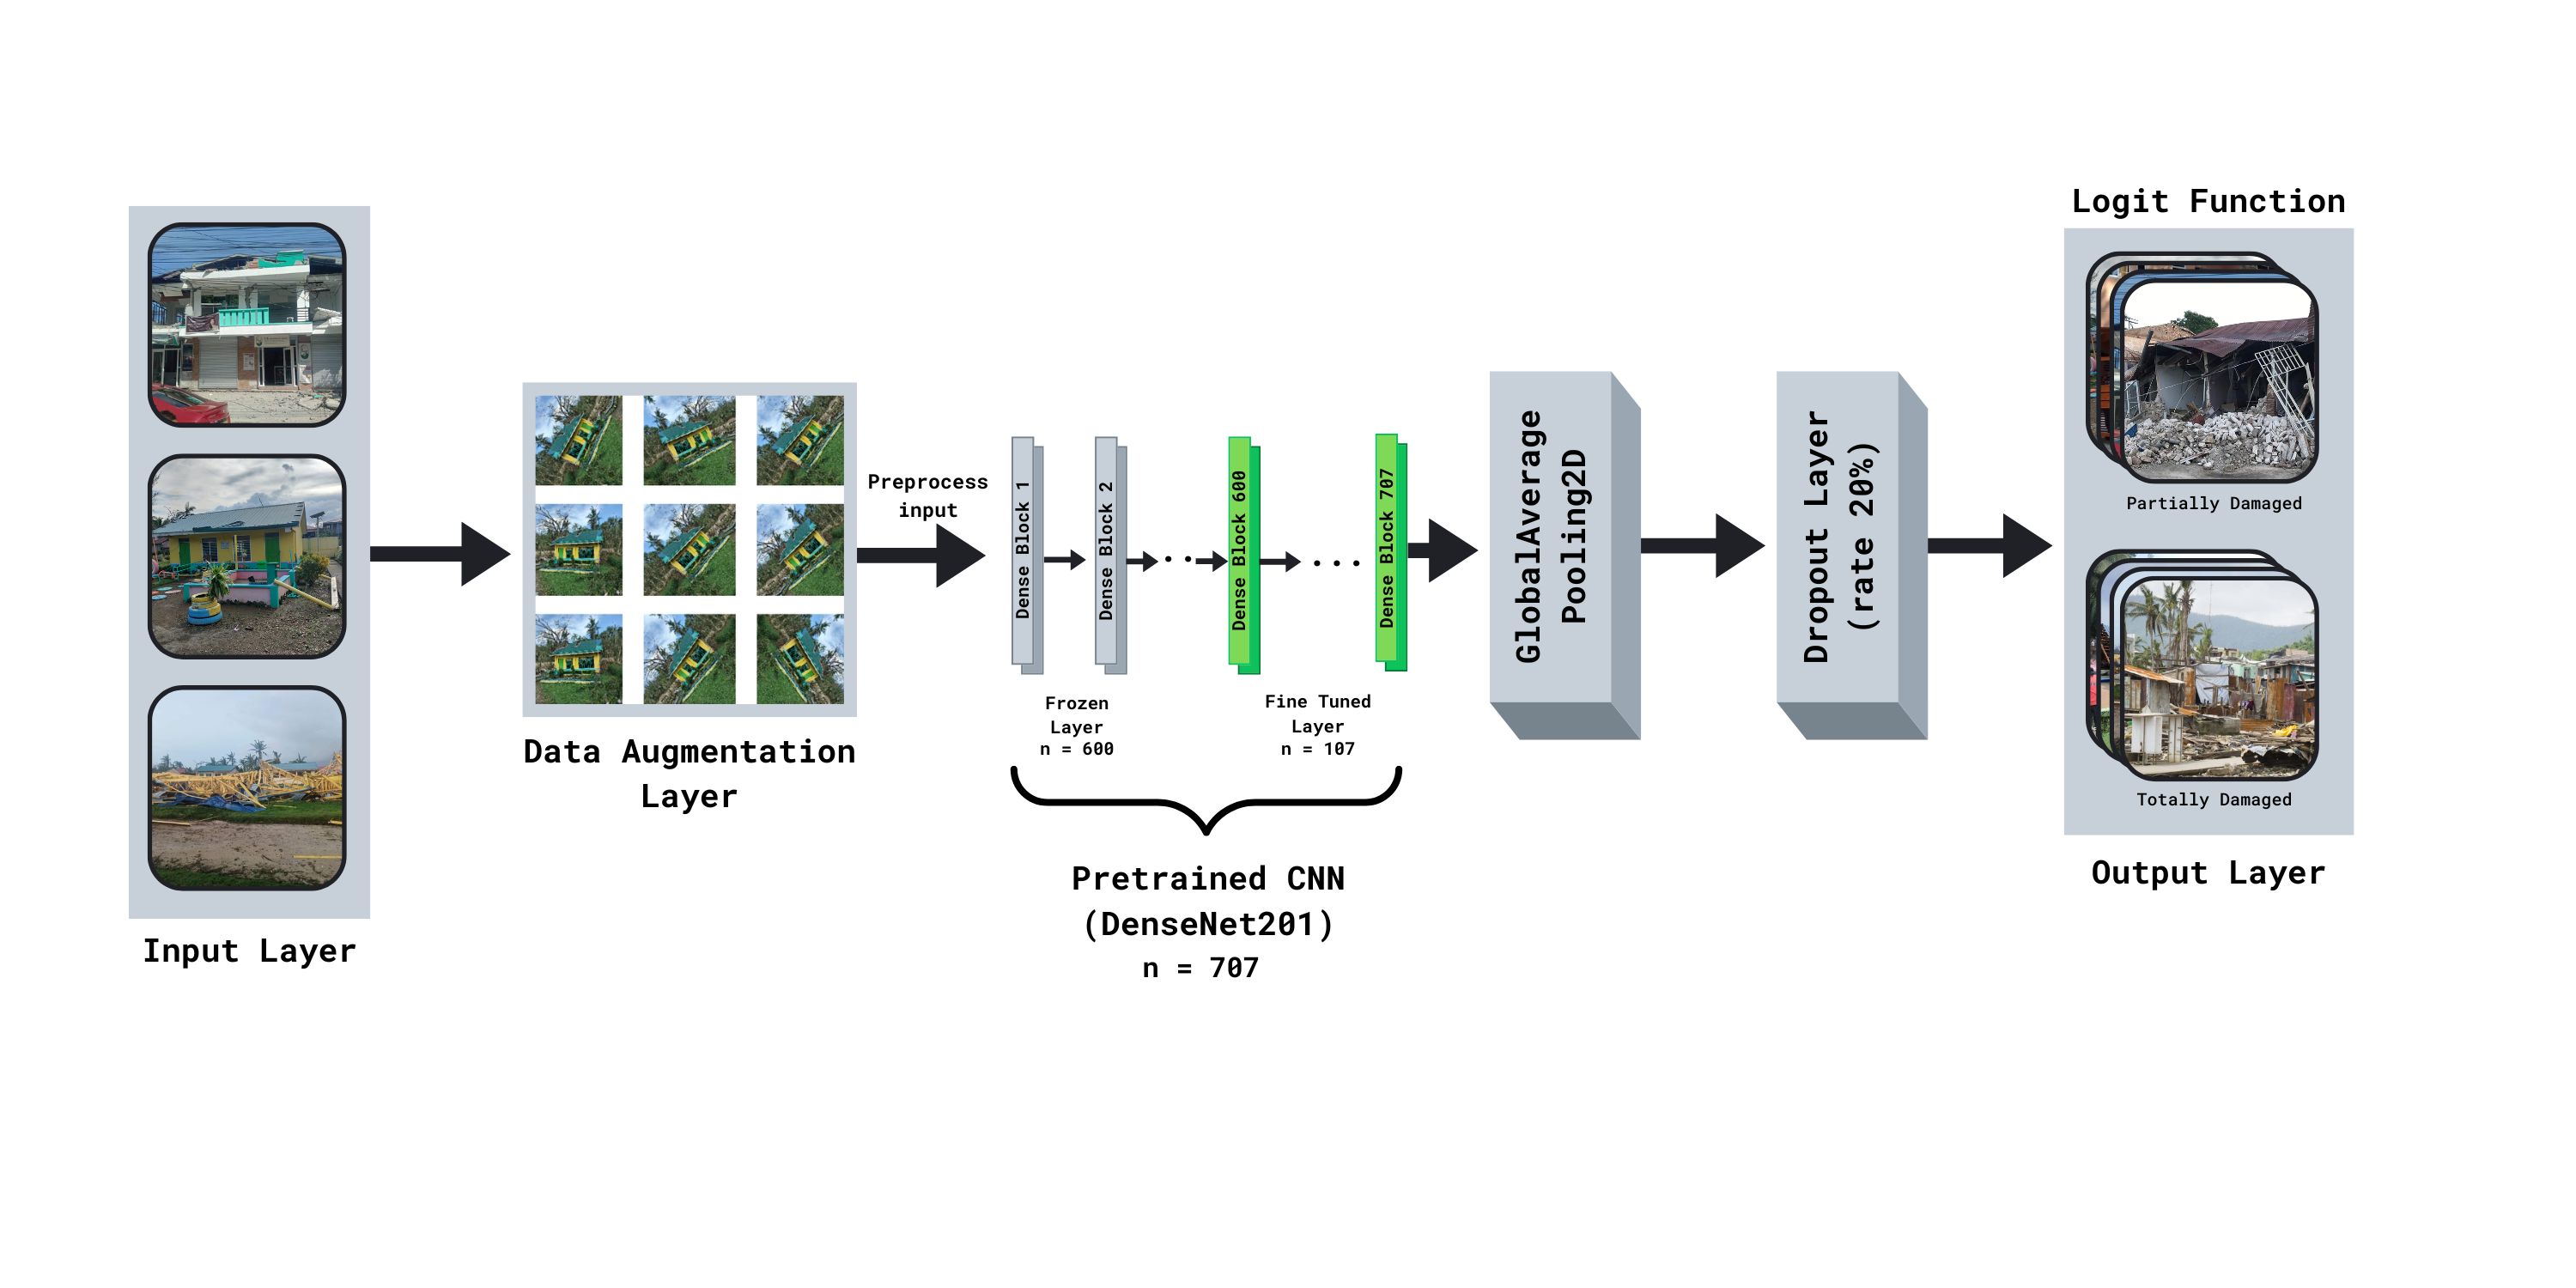 Input Layer
Data Augmentation
Layer
Preprocess
input
Dense Block 1
Dense Block 2
Dense Block 600
Dense Block 707
Frozen
Layer
n = 600
Fine Tuned
Layer
n = 107
Pretrained CNN
(DenseNet201)
n = 707
GlobalAverage
Pooling2D
Dropout Layer
(rate 20%)
Logit Function
Partially Damaged
Totally Damaged
Output Layer